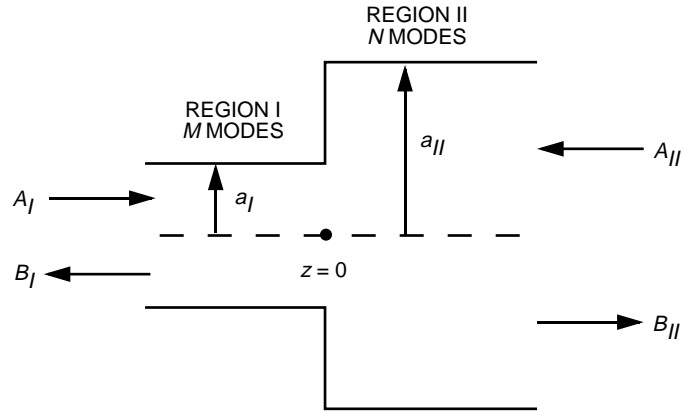 REGION II
N MODES
REGION I
M MODES
a_I
a_II
A_I
B_I
A_II
B_II
z = 0